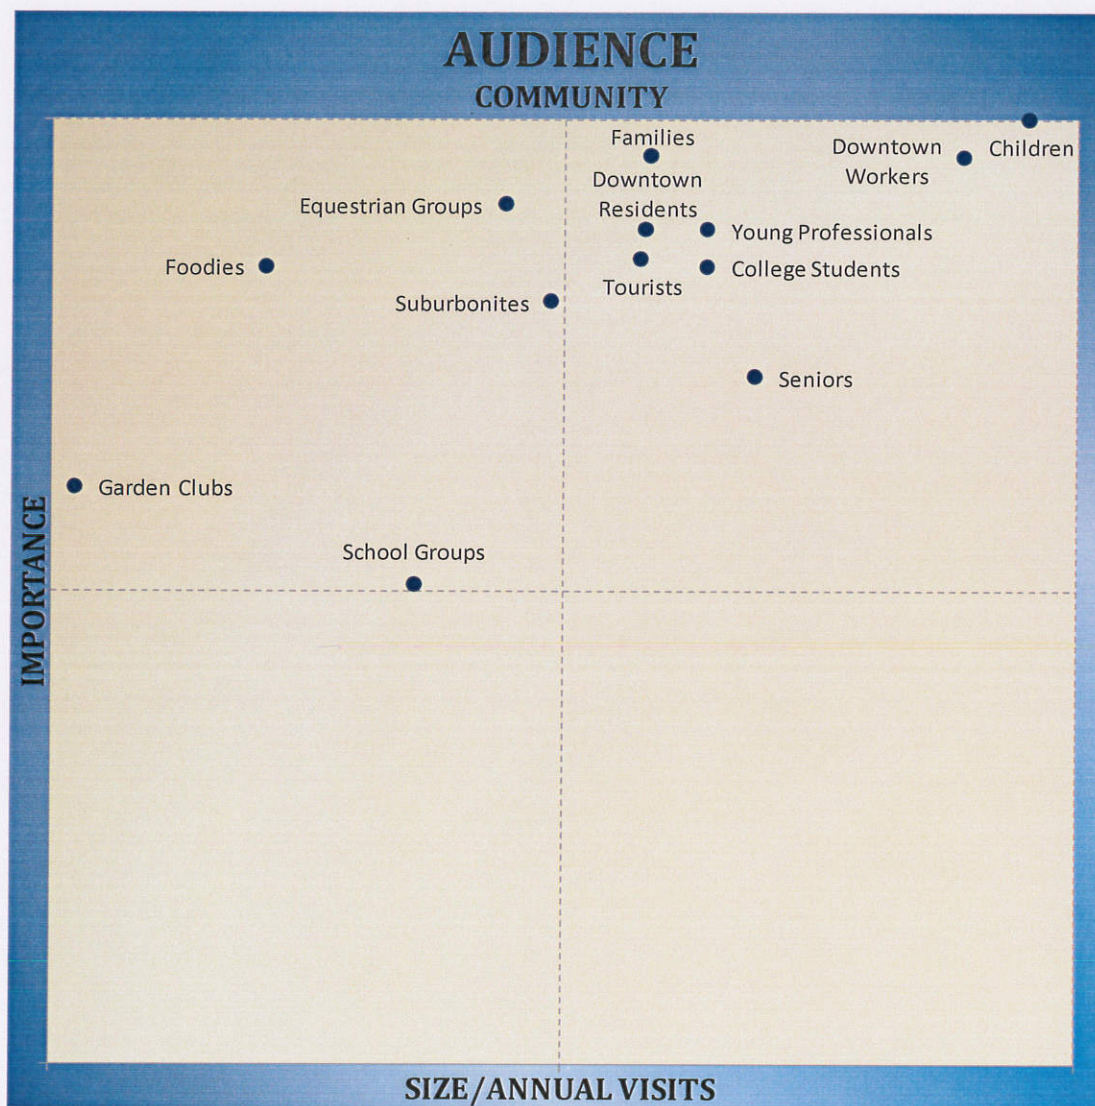 AUDIENCE
COMMUNITY
Families
Downtown
Workers
Children
Downtown
Residents
Equestrian Groups
Young Professionals
Foodies
College Students
Tourists
Suburbonites
Seniors
Garden Clubs
School Groups
IMPORTANCE
SIZE/ANNUAL VISITS